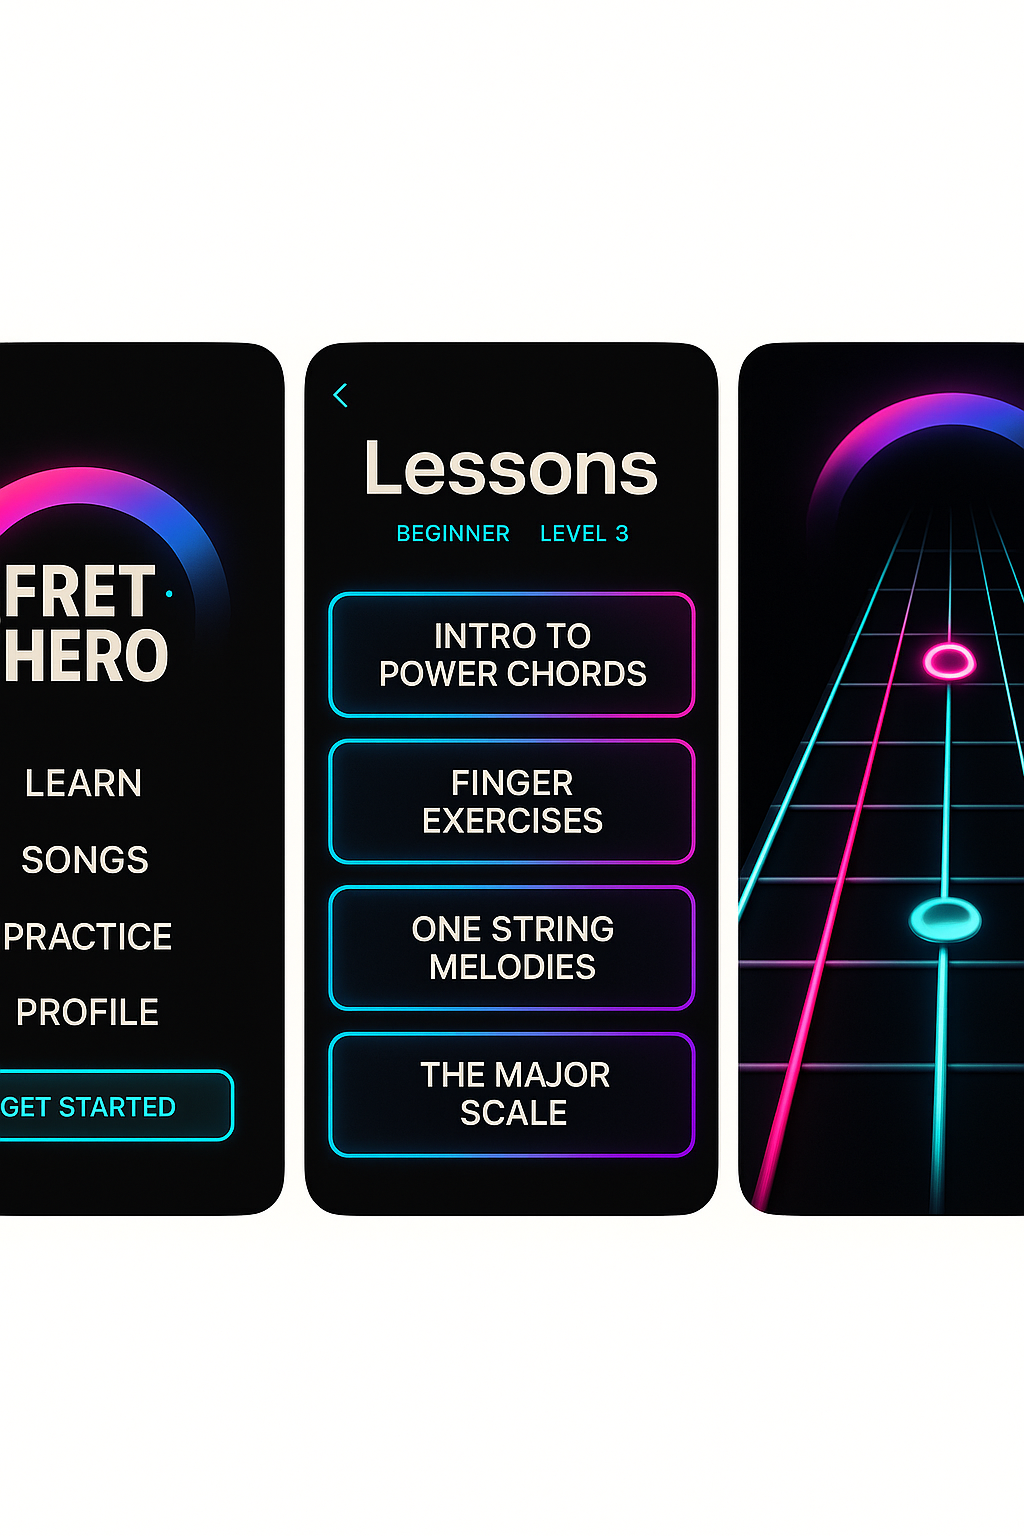 FRET
HERO
LEARN
SONGS
PRACTICE
PROFILE
GET STARTED
Lessons
BEGINNER LEVEL 3
INTRO TO
POWER CHORDS
FINGER
EXERCISES
ONE STRING
MELODIES
THE MAJOR
SCALE